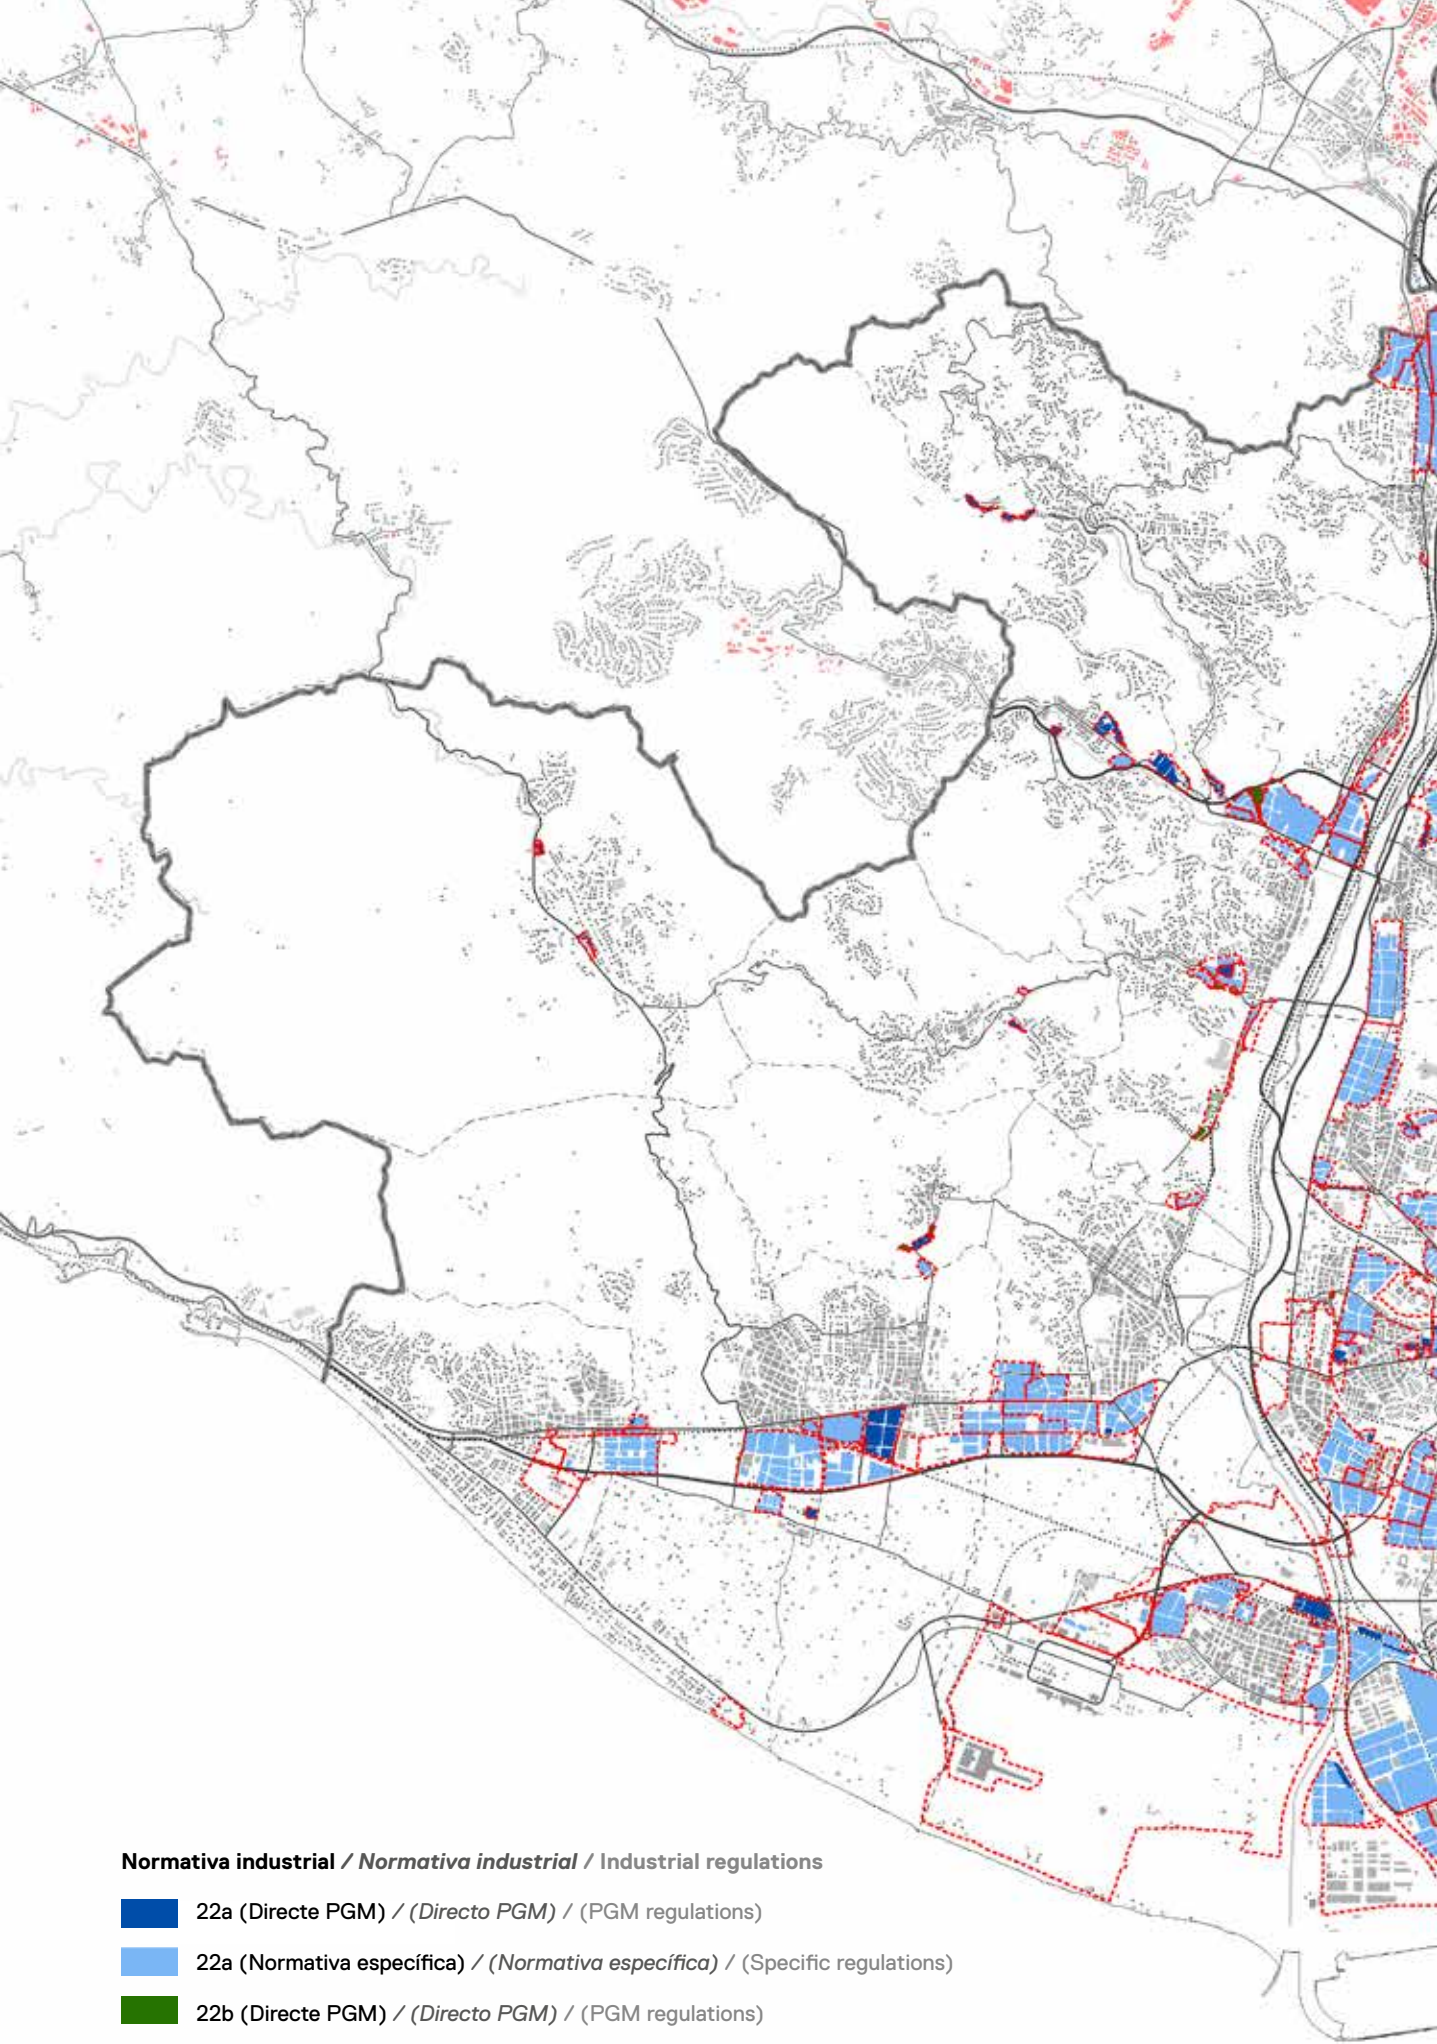 Normativa industrial / Normativa industrial / Industrial regulations
22a (Directe PGM) / (Directo PGM) / (PGM regulations)
22a (Normativa específica) / (Normativa específica) / (Specific regulations)
22b (Directe PGM) / (Directo PGM) / (PGM regulations)